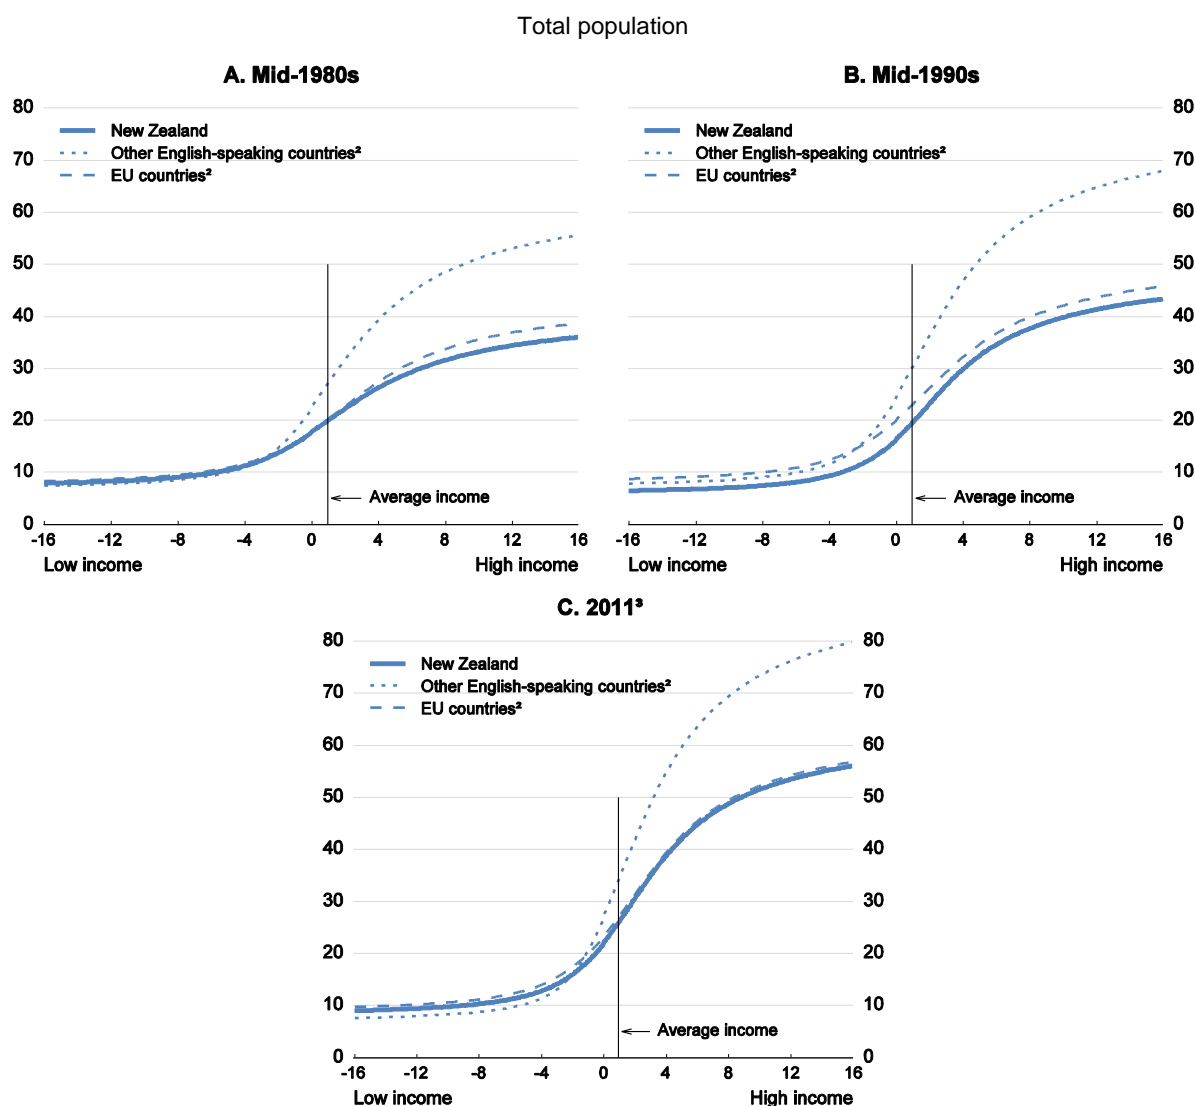 Total population
A. Mid-1980s
80
70
60
50
40
30
20
10
0
New Zealand
Other English-speaking countries²
EU countries²
Average income
-16 -12 -8 -4 0 4 8 12 16
Low income High income
B. Mid-1990s
80
70
60
50
40
30
20
10
0
New Zealand
Other English-speaking countries²
EU countries²
Average income
-16 -12 -8 -4 0 4 8 12 16
Low income High income
C. 2011³
80 80
70 70
60 60
50 50
40 40
30 30
20 20
10 10
0 0
New Zealand
Other English-speaking countries²
EU countries²
Average income
-16 -12 -8 -4 0 4 8 12 16
Low income High income